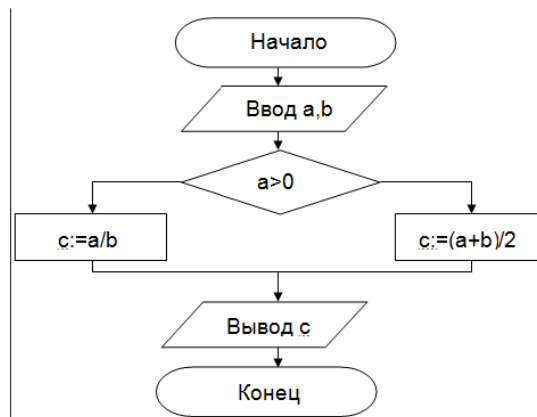 Начало
Ввод a,b
a>0
c:=a/b
c:=(a+b)/2
Вывод c
Конец